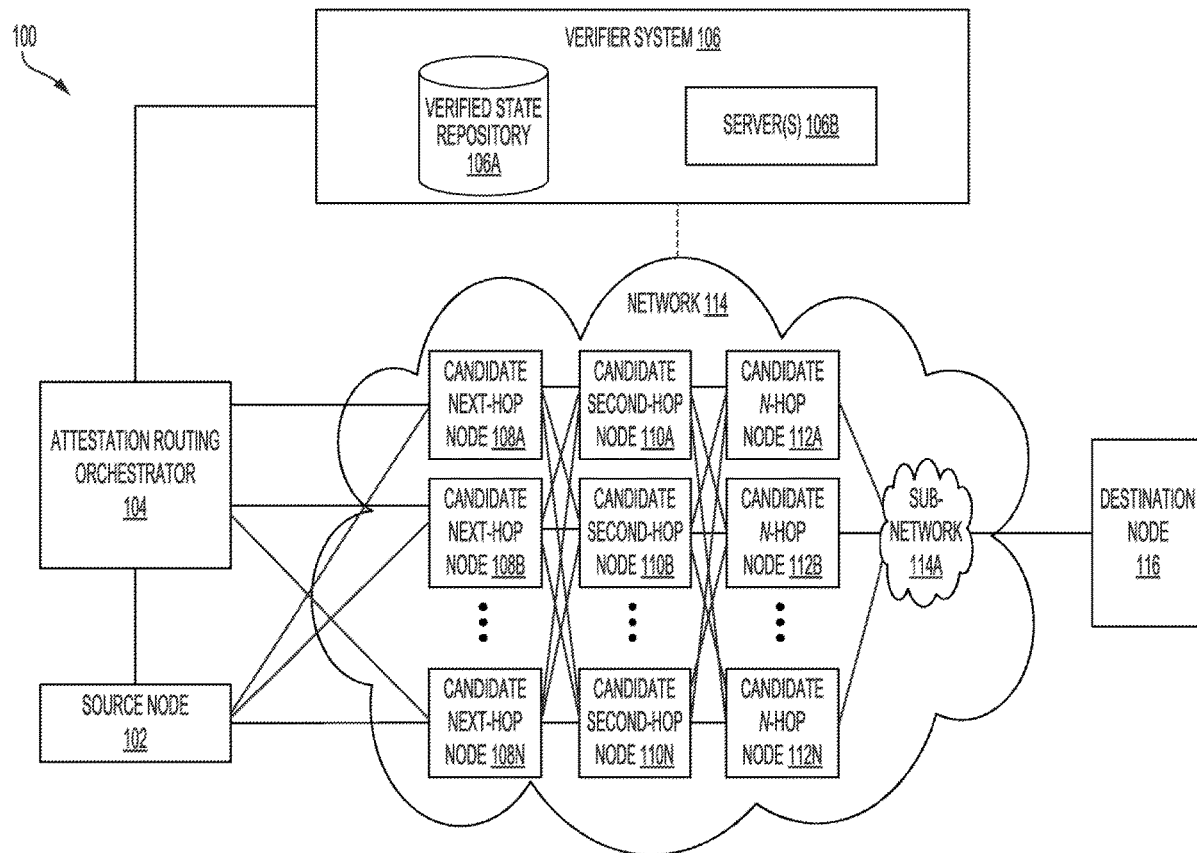 100
VERIFIER SYSTEM 106
VERIFIED STATE
REPOSITORY
106A
SERVER(S) 106B
NETWORK 114
ATTESTATION ROUTING
ORCHESTRATOR
104
SOURCE NODE
102
CANDIDATE
NEXT-HOP
NODE 108A
CANDIDATE
SECOND-HOP
NODE 110A
CANDIDATE
N-HOP
NODE 112A
CANDIDATE
NEXT-HOP
NODE 108B
CANDIDATE
SECOND-HOP
NODE 110B
CANDIDATE
N-HOP
NODE 112B
CANDIDATE
NEXT-HOP
NODE 108N
CANDIDATE
SECOND-HOP
NODE 110N
CANDIDATE
N-HOP
NODE 112N
SUB-
NETWORK
114A
DESTINATION
NODE
116